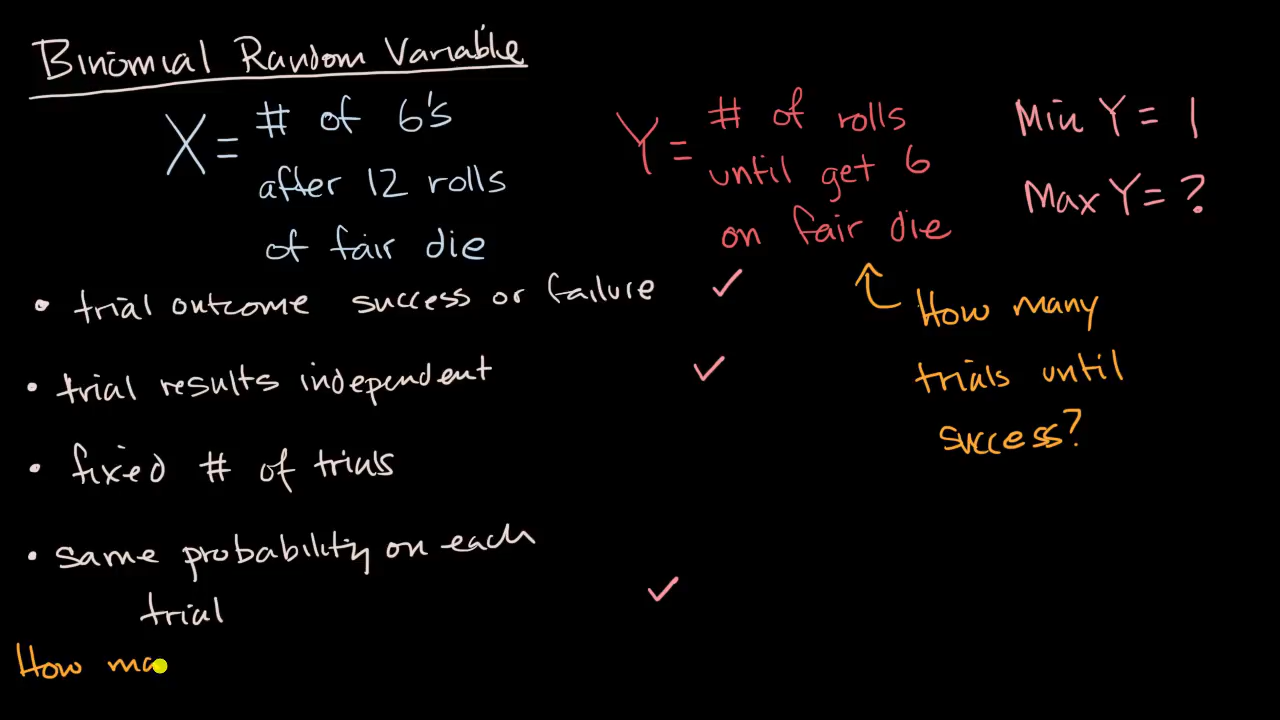 Binomial Random Variable
X = # of 6's
after 12 rolls
of fair die
Y = # of rolls
until get 6
on fair die
Min Y = 1
Max Y = ?
• trial outcome success or failure ✓
• trial results independent ✓
• fixed # of trials
• same probability on each
trial ✓
How many
trials until
success?
How ma